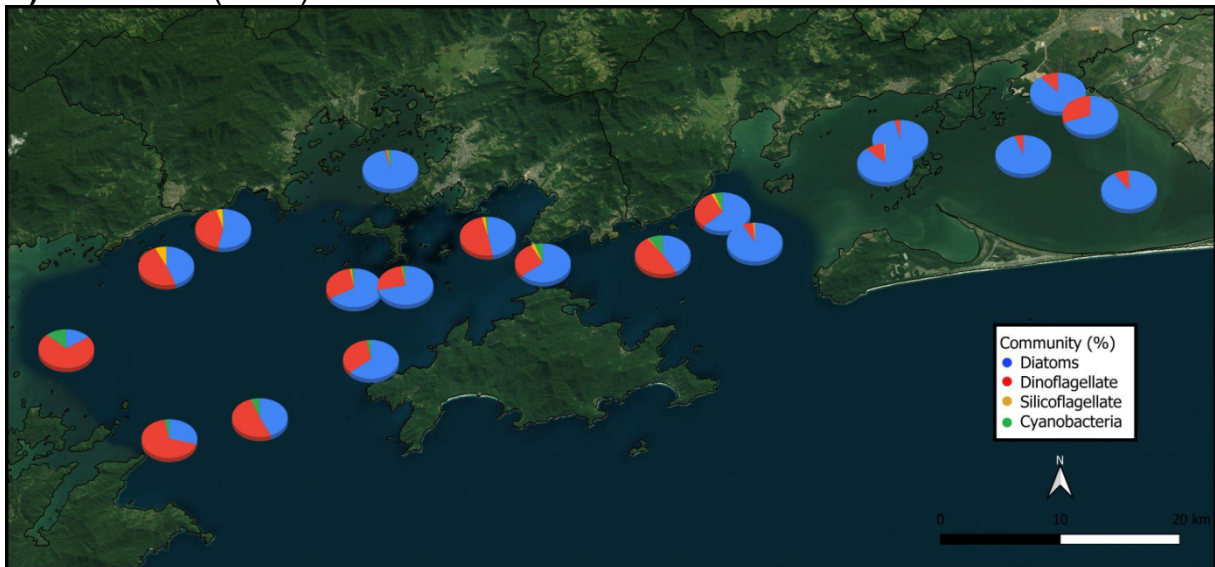 Community (%)
Diatoms
Dinoflagellate
Silicoflagellate
Cyanobacteria
N
0 10 20 km